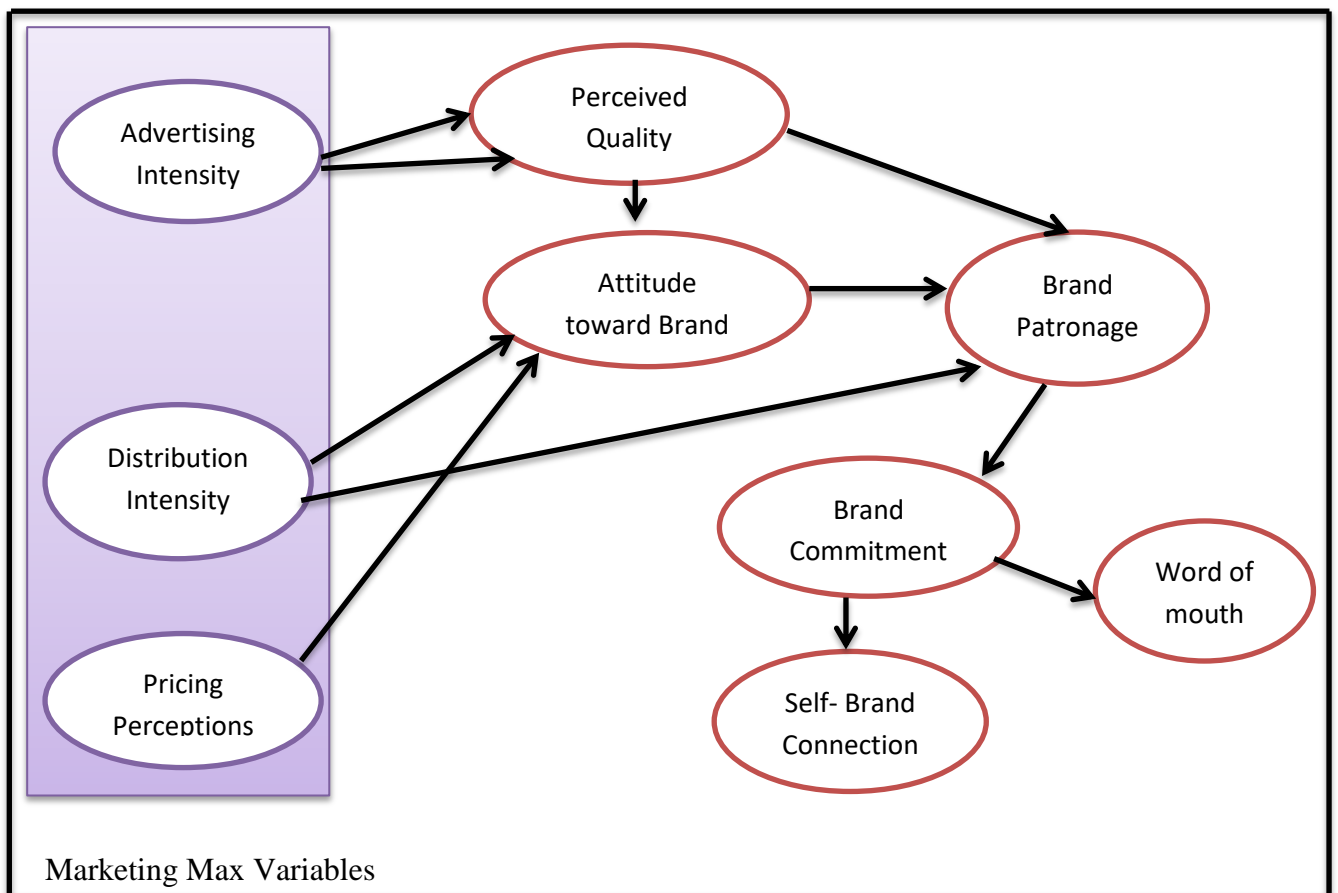 Advertising
Intensity
Perceived
Quality
Attitude
toward Brand
Brand
Patronage
Distribution
Intensity
Brand
Commitment
Word of
mouth
Pricing
Perceptions
Self- Brand
Connection
Marketing Max Variables